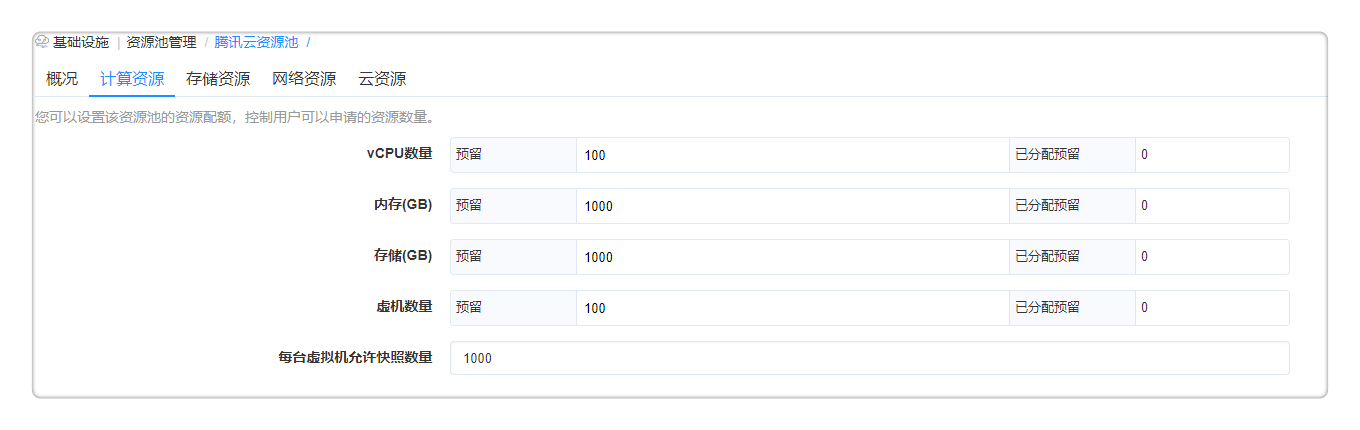 基础设施 | 资源池管理 / 腾讯云资源池 /
概况 计算资源 存储资源 网络资源 云资源
您可以设置该资源池的资源配额，控制用户可以申请的资源数量。
vCPU数量 预留 100 已分配预留 0
内存(GB) 预留 1000 已分配预留 0
存储(GB) 预留 1000 已分配预留 0
虚机数量 预留 100 已分配预留 0
每台虚拟机允许快照数量 1000